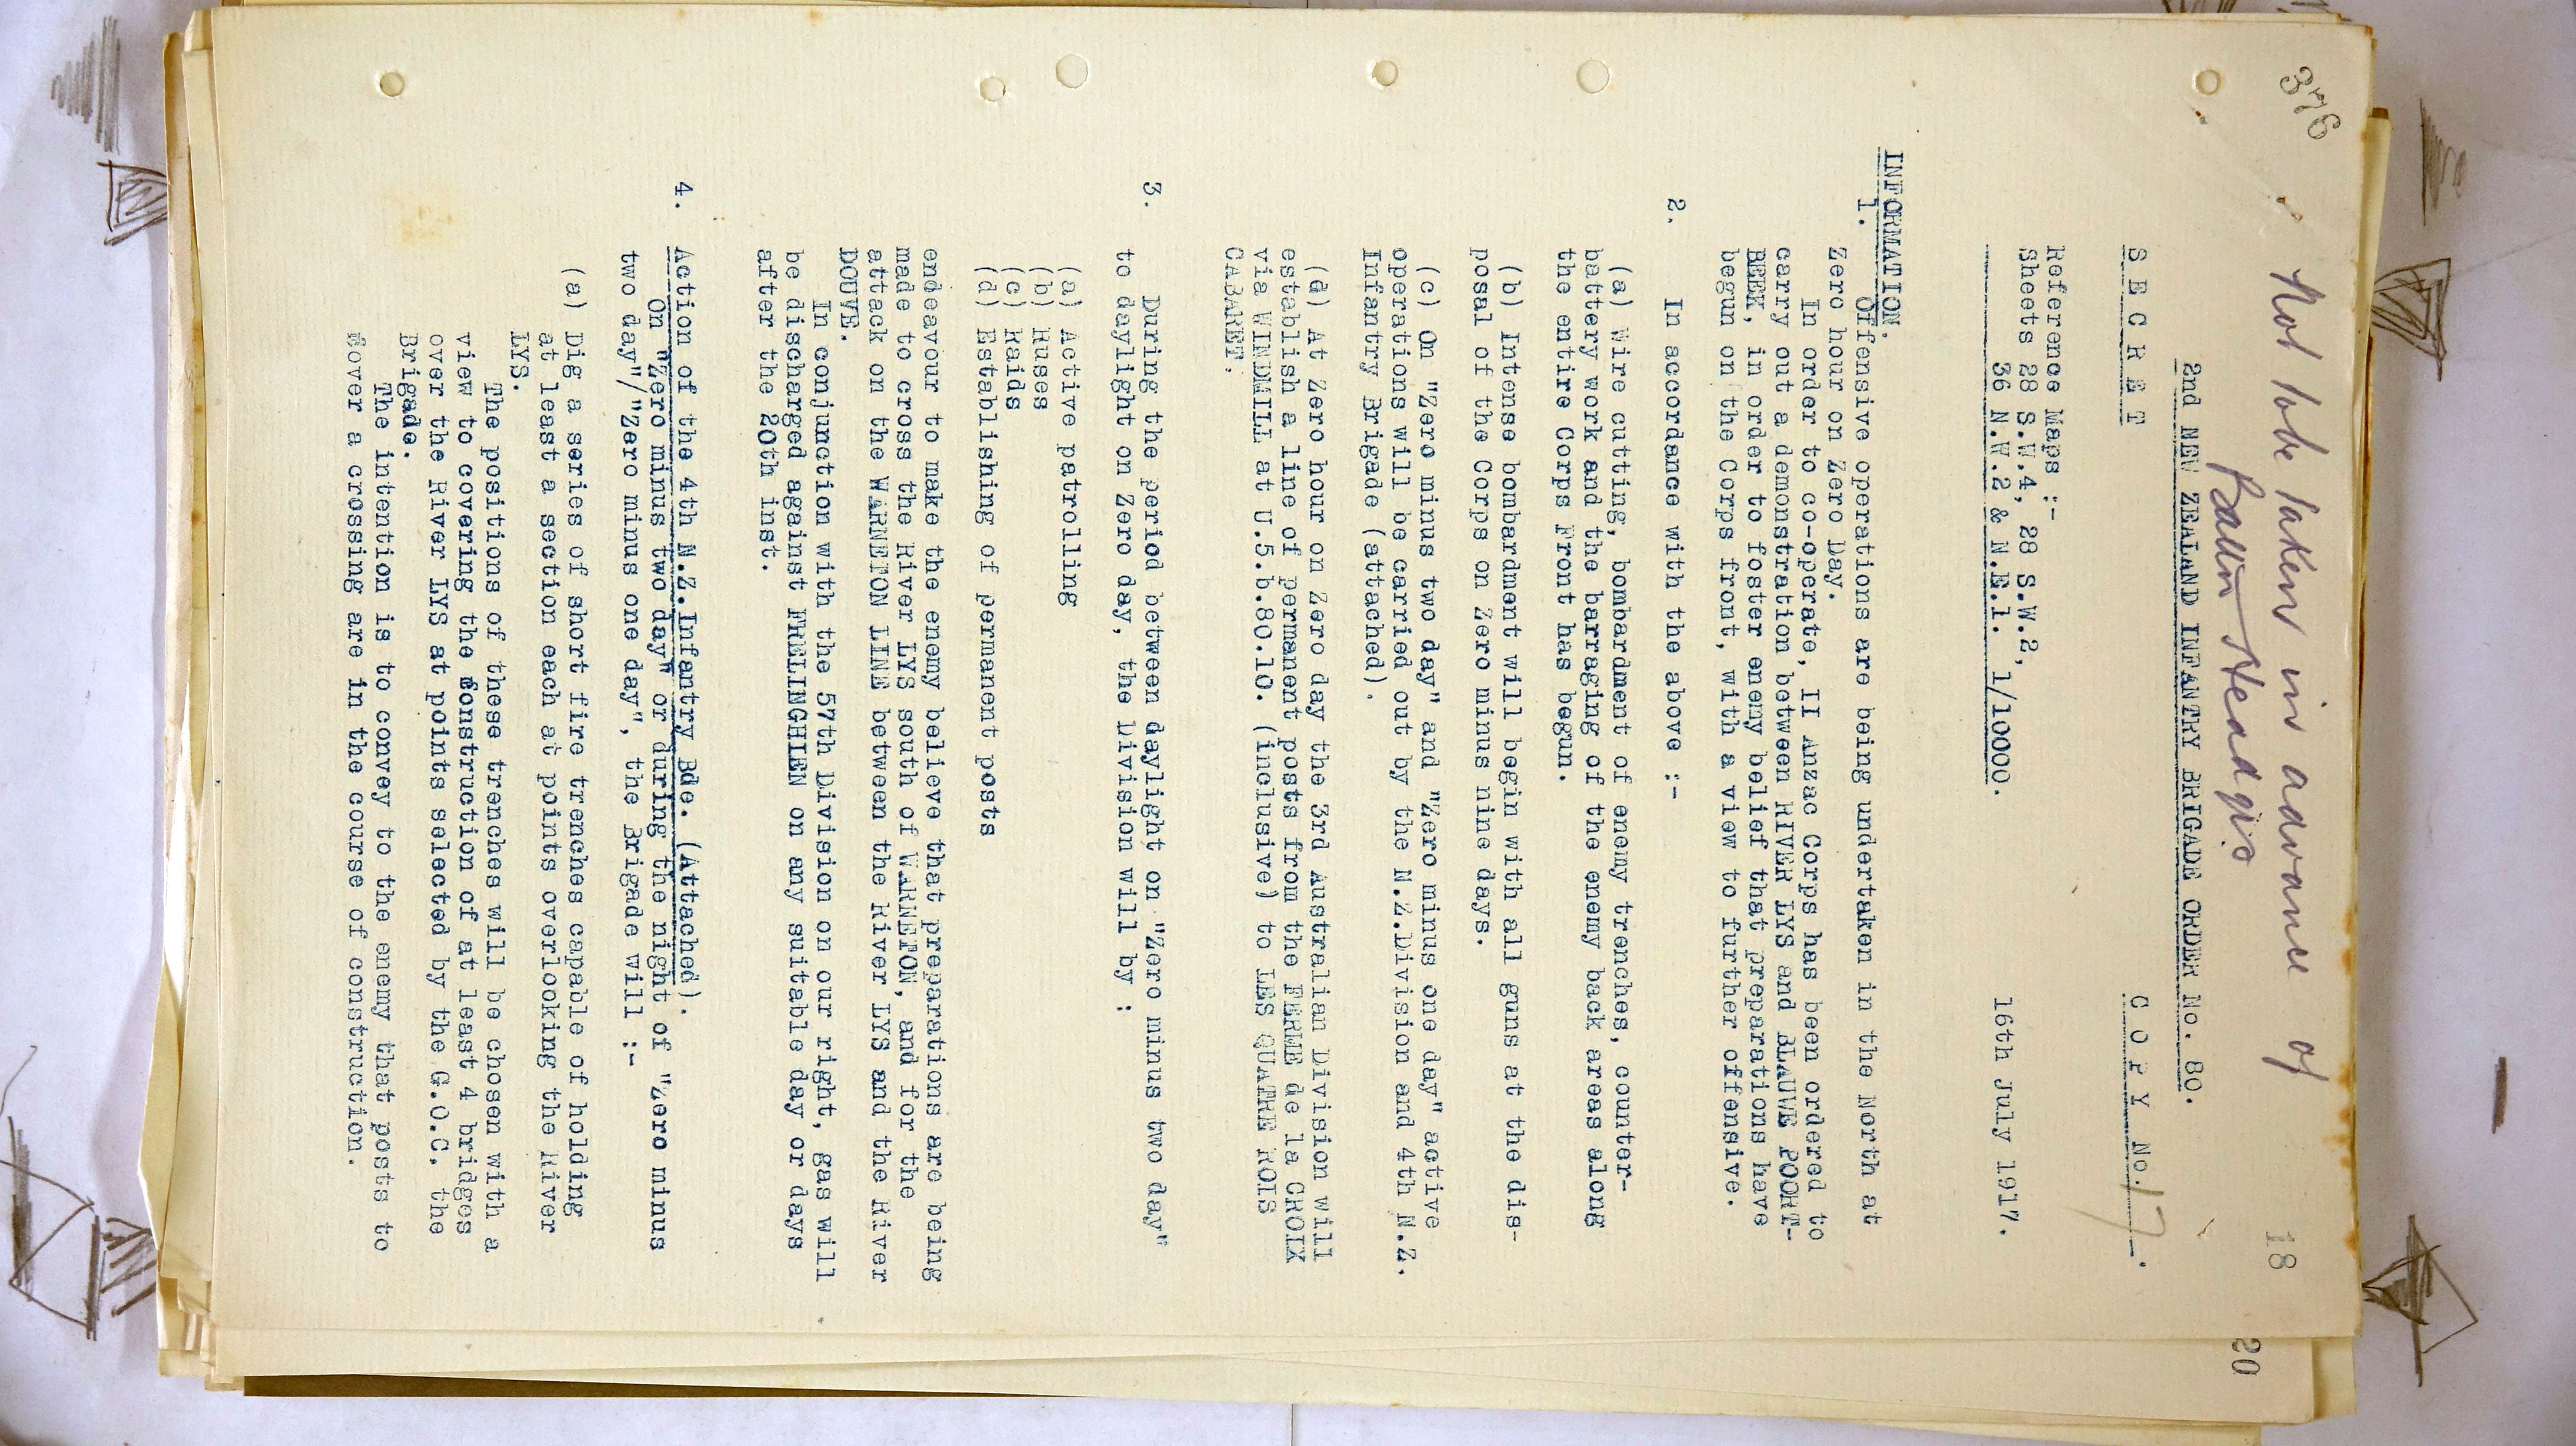 376
Not to be taken in advance of
Battn Headqrs
18
2nd NEW ZEALAND INFANTRY BRIGADE ORDER No. 80.
S E C R E T
C O P Y No. 17.
Reference Maps :-
Sheets 28 S.W.4, 28 S.W.2,
36 N.W.2 & N.E.1. 1/10000.
16th July 1917.
INFORMATION.
1. Offensive operations are being undertaken in the North at
Zero hour on Zero Day.
In order to co-operate, II Anzac Corps has been ordered to
carry out a demonstration between RIVER LYS and BLAUWE POORT-
BEEK, in order to foster enemy belief that preparations have
begun on the Corps front, with a view to further offensive.
2. In accordance with the above :-
(a) Wire cutting, bombardment of enemy trenches, counter-
battery work and the barraging of the enemy back areas along
the entire Corps Front has begun.
(b) Intense bombardment will begin with all guns at the dis-
posal of the Corps on Zero minus nine days.
(c) On "Zero minus two day" and "Zero minus one day" active
operations will be carried out by the N.Z.Division and 4th N.Z.
Infantry Brigade (attached).
(d) At Zero hour on Zero day the 3rd Australian Division will
establish a line of permanent posts from the FERME de la CROIX
via WINDMILL at U.5.b.80.10. (inclusive) to LES QUATRE ROIS
CABARET.
3. During the period between daylight on "Zero minus two day"
to daylight on Zero day, the Division will by :
(a) Active patrolling
(b) Ruses
(c) Raids
(d) Establishing of permanent posts
endeavour to make the enemy believe that preparations are being
made to cross the River LYS south of WARNETON, and for the
attack on the WARNETON LINE between the River LYS and the River
DOUVE.
In conjunction with the 57th Division on our right, gas will
be discharged against FRELINGHIEN on any suitable day or days
after the 20th inst.
4. Action of the 4th N.Z.Infantry Bde. (Attached).
On "Zero minus two day" or during the night of "Zero minus
two day"/"Zero minus one day", the Brigade will :-
(a) Dig a series of short fire trenches capable of holding
at least a section each at points overlooking the River
LYS.
The positions of these trenches will be chosen with a
view to covering the construction of at least 4 bridges
over the River LYS at points selected by the G.O.C. the
Brigade.
The intention is to convey to the enemy that posts to
cover a crossing are in the course of construction.
20